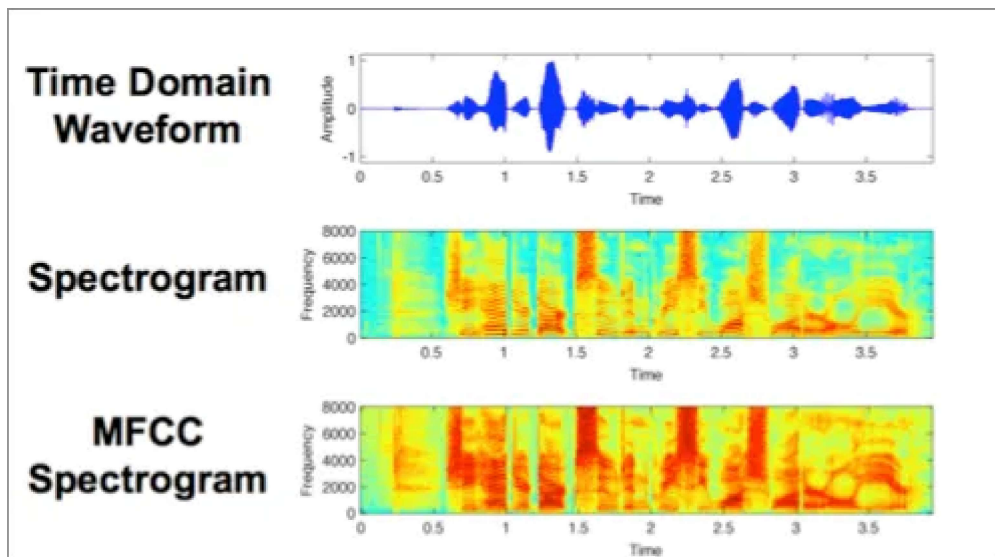 Time Domain
Waveform
Amplitude
1
0
-1
0 0.5 1 1.5 2 2.5 3 3.5
Time
Spectrogram
Frequency
8000
6000
4000
2000
0
0.5 1 1.5 2 2.5 3 3.5
Time
MFCC
Spectrogram
Frequency
8000
6000
4000
2000
0
0 0.5 1 1.5 2 2.5 3 3.5
Time